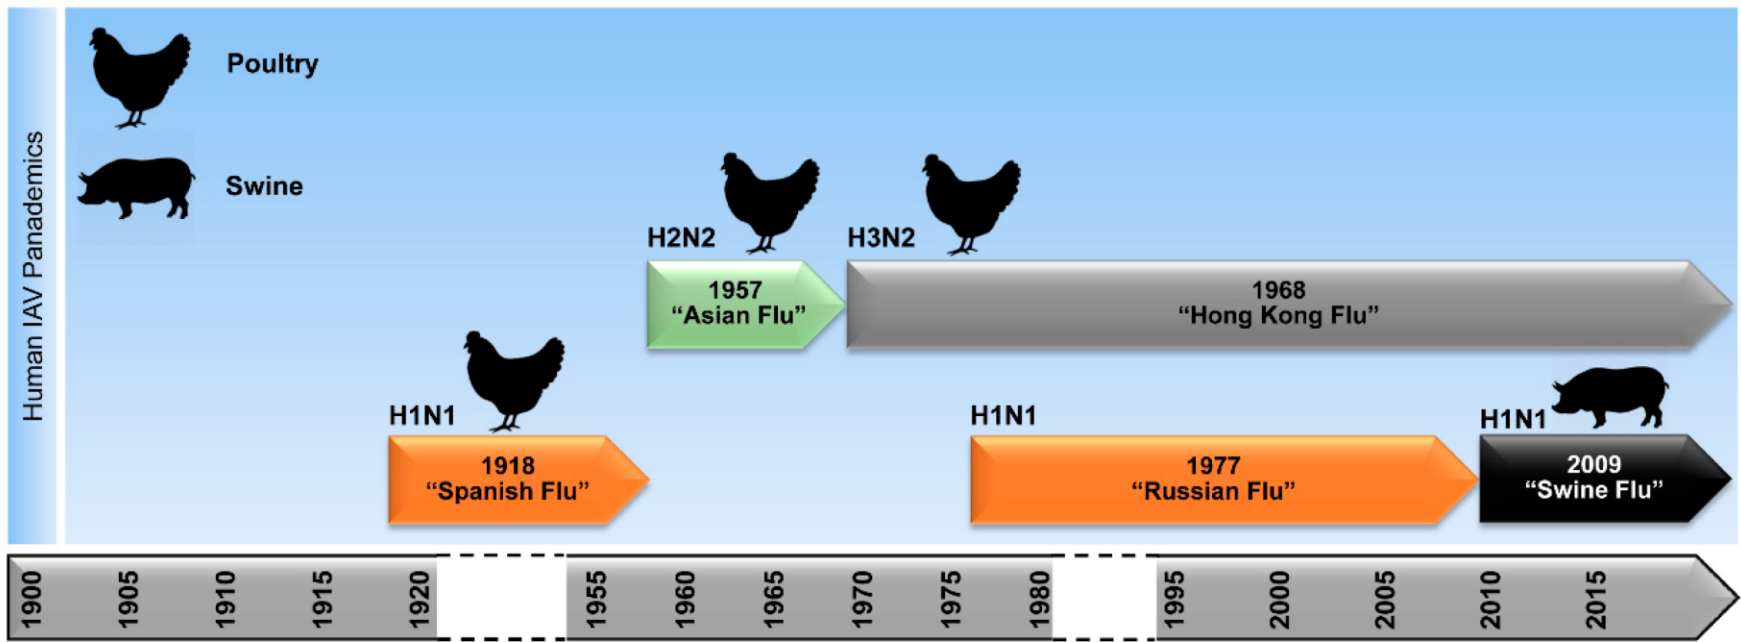 Human IAV Panademics
Poultry
Swine
H2N2
H3N2
1957
“Asian Flu”
1968
“Hong Kong Flu”
H1N1
H1N1
H1N1
1918
“Spanish Flu”
1977
“Russian Flu”
2009
“Swine Flu”
1900
1905
1910
1915
1920
1955
1960
1965
1970
1975
1980
1995
2000
2005
2010
2015